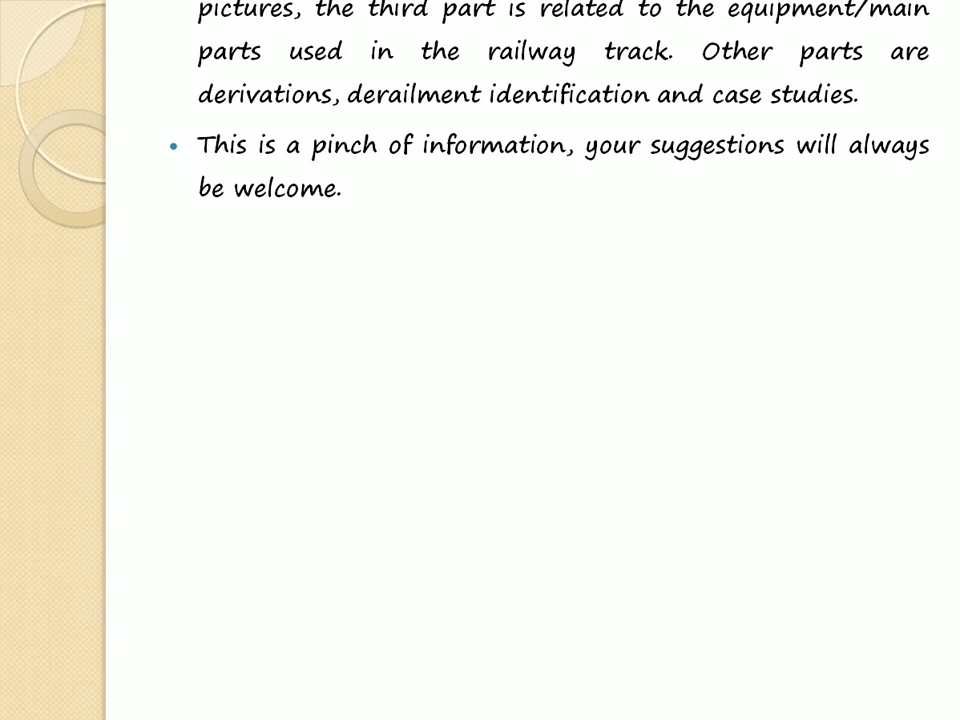 pictures, the third part is related to the equipment/main
parts used in the railway track. Other parts are
derivations, derailment identification and case studies.
• This is a pinch of information, your suggestions will always
be welcome.